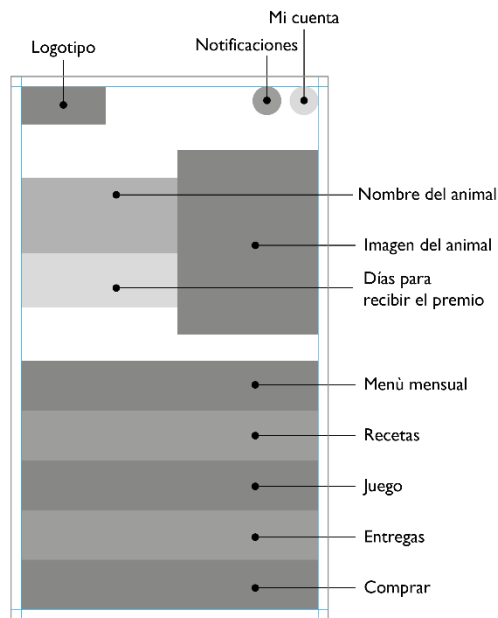 Mi cuenta
Logotipo
Notificaciones
Nombre del animal
Imagen del animal
Días para
recibir el premio
Menù mensual
Recetas
Juego
Entregas
Comprar